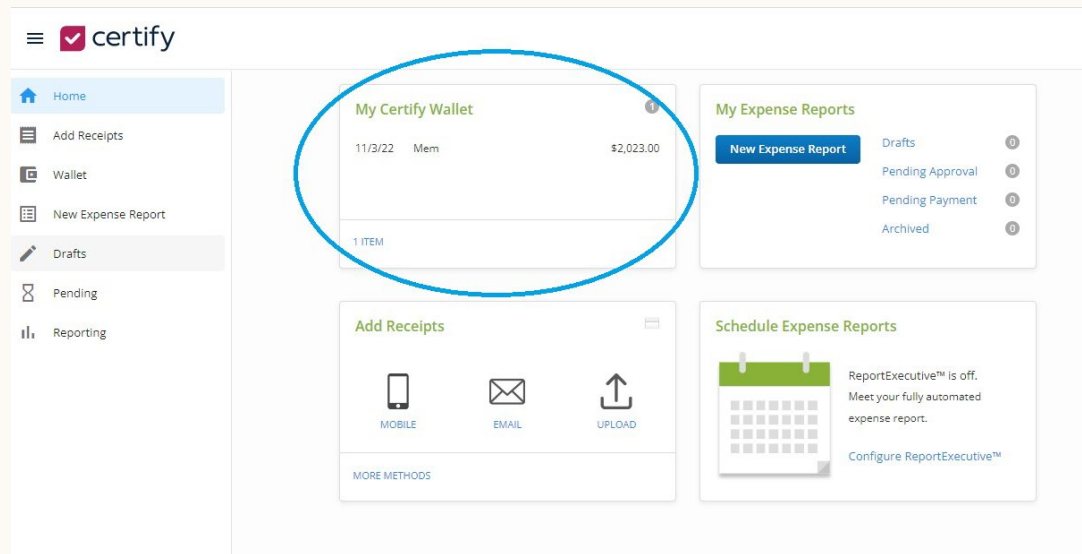 certify
Home
Add Receipts
Wallet
New Expense Report
Drafts
Pending
Reporting
My Certify Wallet 1
11/3/22 Mem $2,023.00
1 ITEM
My Expense Reports
New Expense Report
Drafts 0
Pending Approval 0
Pending Payment 0
Archived 0
Add Receipts
MOBILE EMAIL UPLOAD
MORE METHODS
Schedule Expense Reports
ReportExecutive™ is off.
Meet your fully automated
expense report.
Configure ReportExecutive™